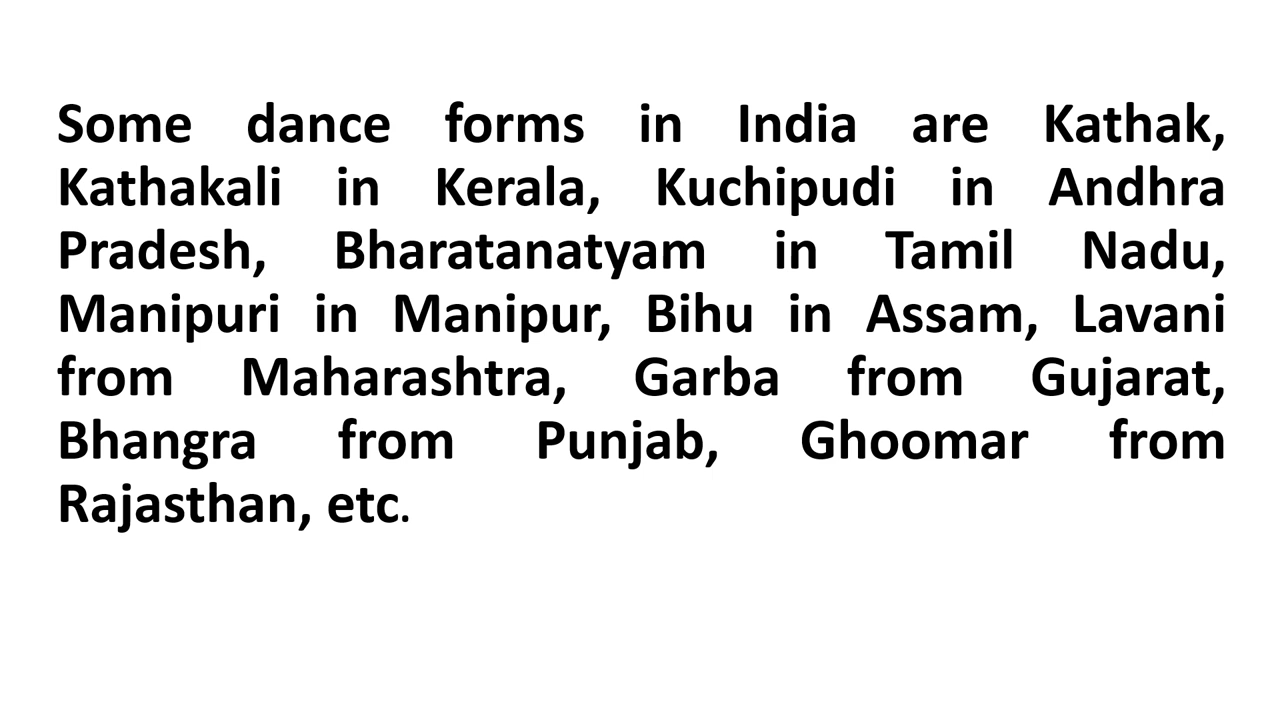 Some dance forms in India are Kathak,
Kathakali in Kerala, Kuchipudi in Andhra
Pradesh, Bharatanatyam in Tamil Nadu,
Manipuri in Manipur, Bihu in Assam, Lavani
from Maharashtra, Garba from Gujarat,
Bhangra from Punjab, Ghoomar from
Rajasthan, etc.